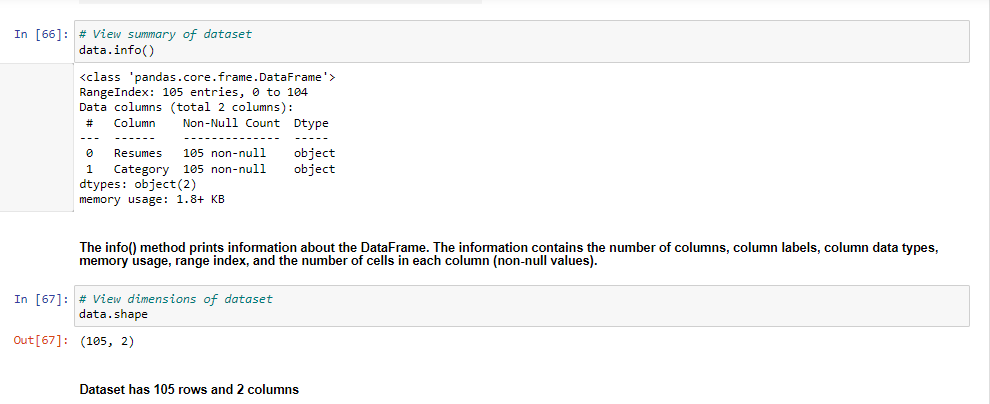 In [66]: # View summary of dataset
data.info()
<class 'pandas.core.frame.DataFrame'>
RangeIndex: 105 entries, 0 to 104
Data columns (total 2 columns):
#   Column    Non-Null Count  Dtype
---  ------    --------------  -----
0   Resumes   105 non-null    object
1   Category  105 non-null    object
dtypes: object(2)
memory usage: 1.8+ KB
The info() method prints information about the DataFrame. The information contains the number of columns, column labels, column data types,
memory usage, range index, and the number of cells in each column (non-null values).
In [67]: # View dimensions of dataset
data.shape
Out[67]: (105, 2)
Dataset has 105 rows and 2 columns